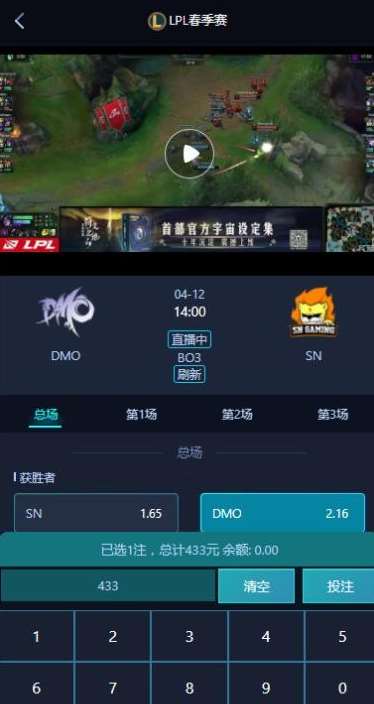 LPL春季赛
LPL
首部官方宇宙设定集
DMO
SN GAMING
04-12
14:00
直播中
BO3
刷新
DMO
SN
总场
第1场
第2场
第3场
总场
获胜者
SN 1.65
DMO 2.16
已选1注，总计433元 余额: 0.00
433
清空
投注
1 2 3 4 5
6 7 8 9 0